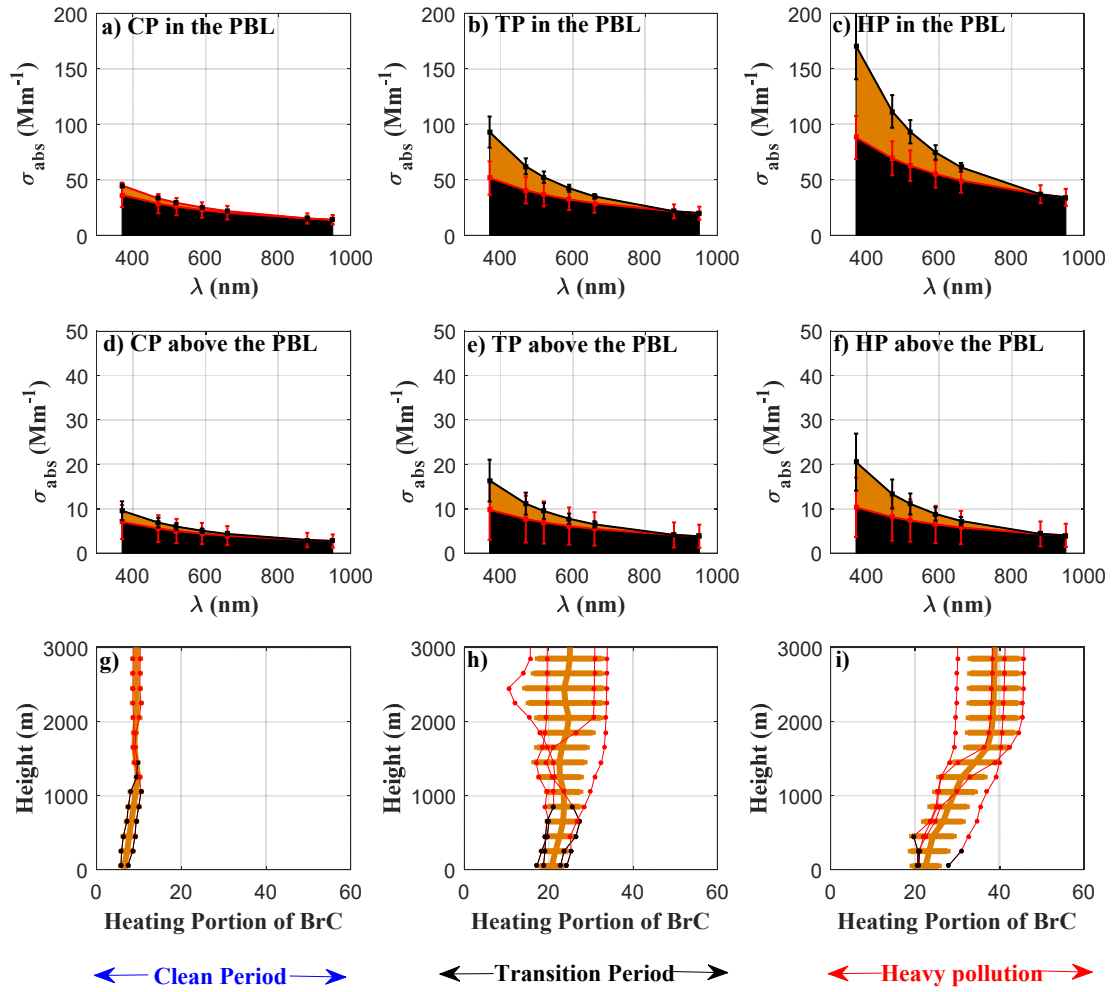 a) CP in the PBL
200
150
100
50
0
σabs (Mm-1)
400 600 800 1000
λ (nm)
b) TP in the PBL
200
150
100
50
0
σabs (Mm-1)
400 600 800 1000
λ (nm)
c) HP in the PBL
200
150
100
50
0
σabs (Mm-1)
400 600 800 1000
λ (nm)
d) CP above the PBL
50
40
30
20
10
0
σabs (Mm-1)
400 600 800 1000
λ (nm)
e) TP above the PBL
50
40
30
20
10
0
σabs (Mm-1)
400 600 800 1000
λ (nm)
f) HP above the PBL
50
40
30
20
10
0
σabs (Mm-1)
400 600 800 1000
λ (nm)
g)
3000
2000
1000
0
Height (m)
0 20 40 60
Heating Portion of BrC
h)
3000
2000
1000
0
Height (m)
0 20 40 60
Heating Portion of BrC
i)
3000
2000
1000
0
Height (m)
0 20 40 60
Heating Portion of BrC
Clean Period
Transition Period
Heavy pollution